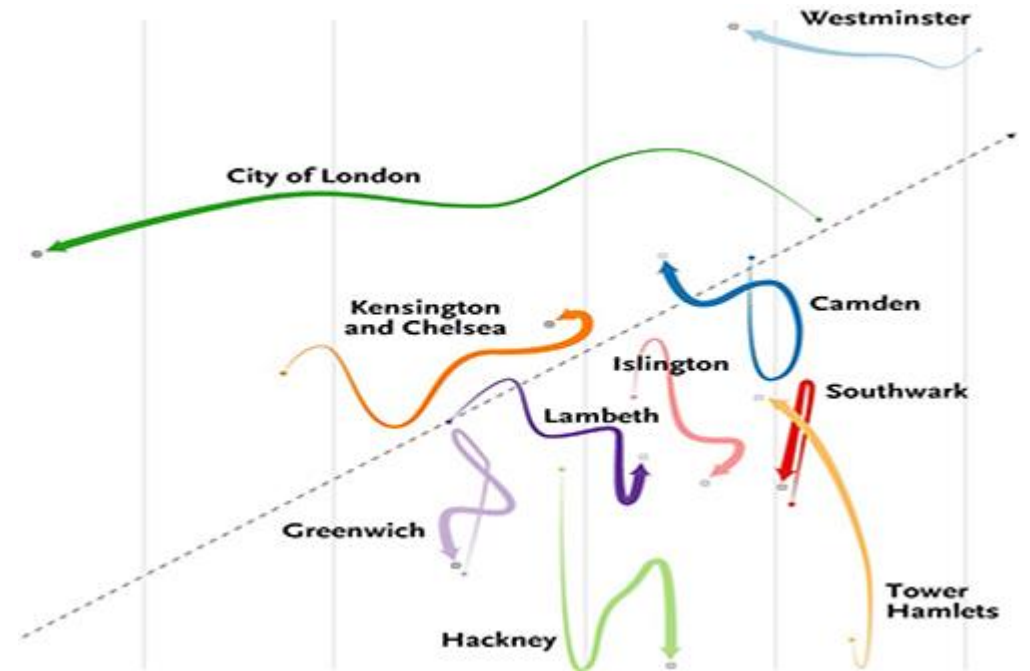 Westminster
City of London
Kensington
and Chelsea
Camden
Islington
Southwark
Lambeth
Greenwich
Tower
Hamlets
Hackney